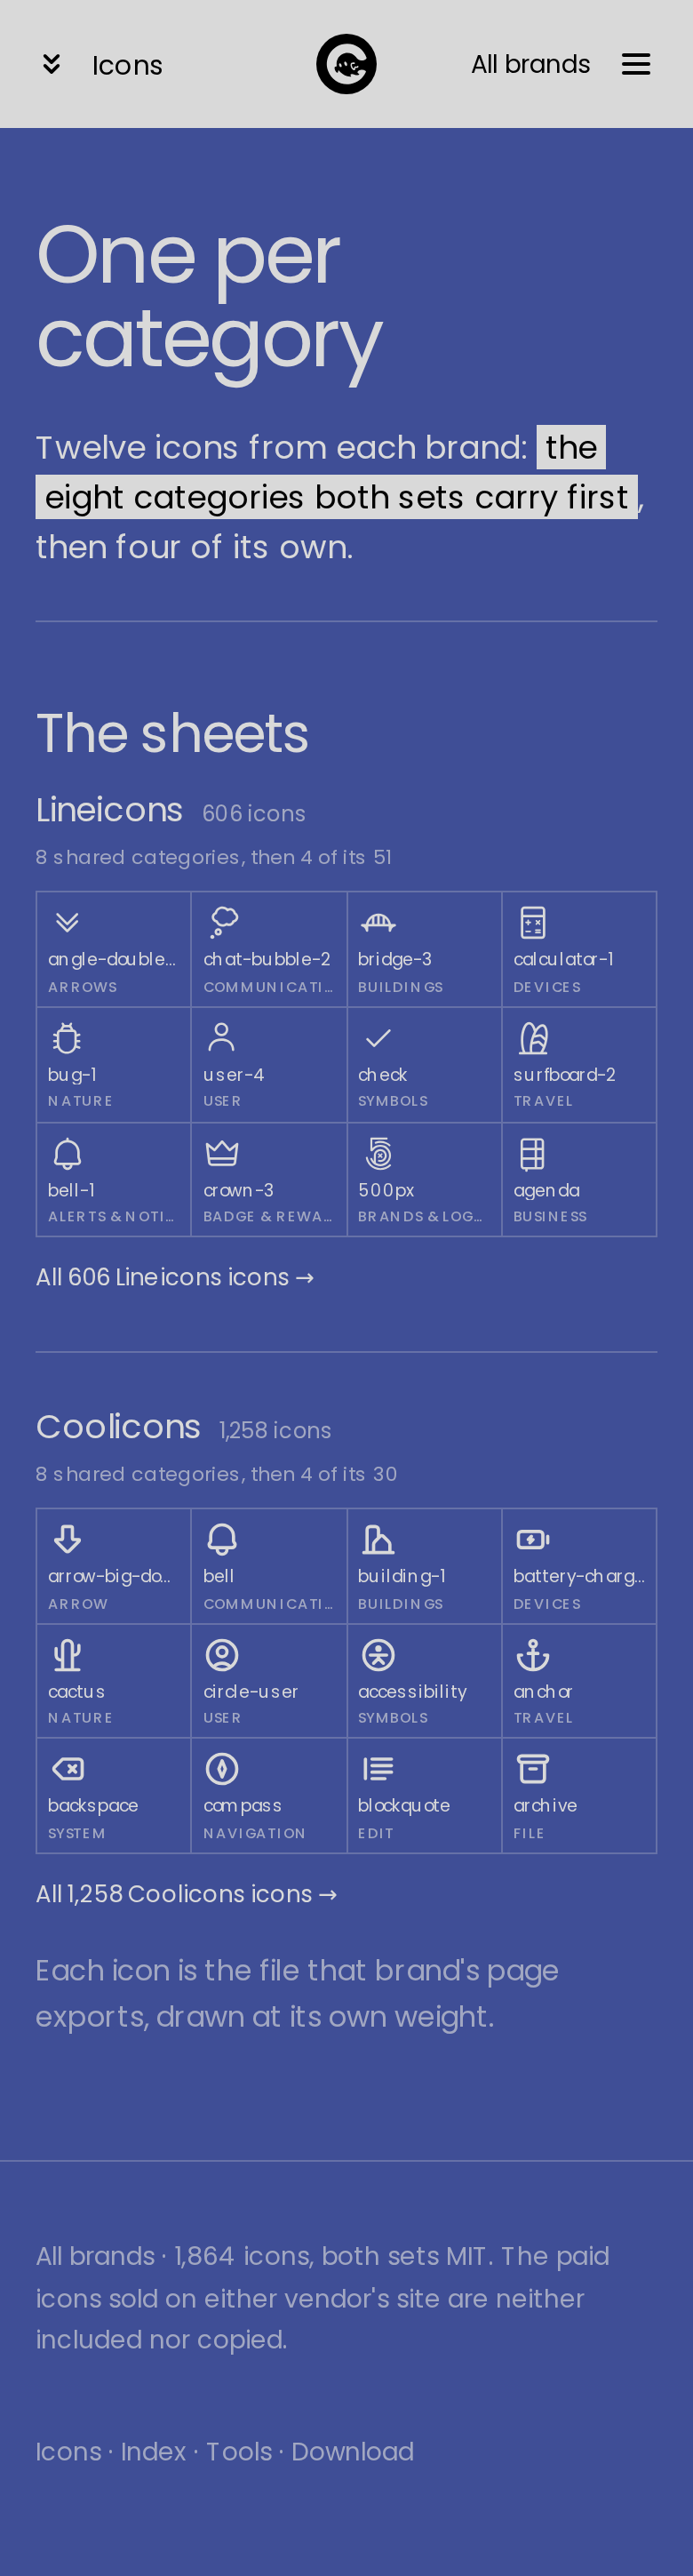 Icons
All brands
One per
category
Twelve icons from each brand: the
eight categories both sets carry first,
then four of its own.
The sheets
Lineicons 606 icons
8 shared categories, then 4 of its 51
angle-double… chat-bubble-2 bridge-3 calculator-1
ARROWS COMMUNICATI… BUILDINGS DEVICES
bug-1 user-4 check surfboard-2
NATURE USER SYMBOLS TRAVEL
bell-1 crown-3 500px agenda
ALERTS & NOTI… BADGE & REWA… BRANDS & LOG… BUSINESS
All 606 Lineicons icons →
Coolicons 1,258 icons
8 shared categories, then 4 of its 30
arrow-big-do… bell building-1 battery-charg…
ARROW COMMUNICATI… BUILDINGS DEVICES
cactus circle-user accessibility anchor
NATURE USER SYMBOLS TRAVEL
backspace compass blockquote archive
SYSTEM NAVIGATION EDIT FILE
All 1,258 Coolicons icons →
Each icon is the file that brand's page
exports, drawn at its own weight.
All brands · 1,864 icons, both sets MIT. The paid
icons sold on either vendor's site are neither
included nor copied.
Icons · Index · Tools · Download